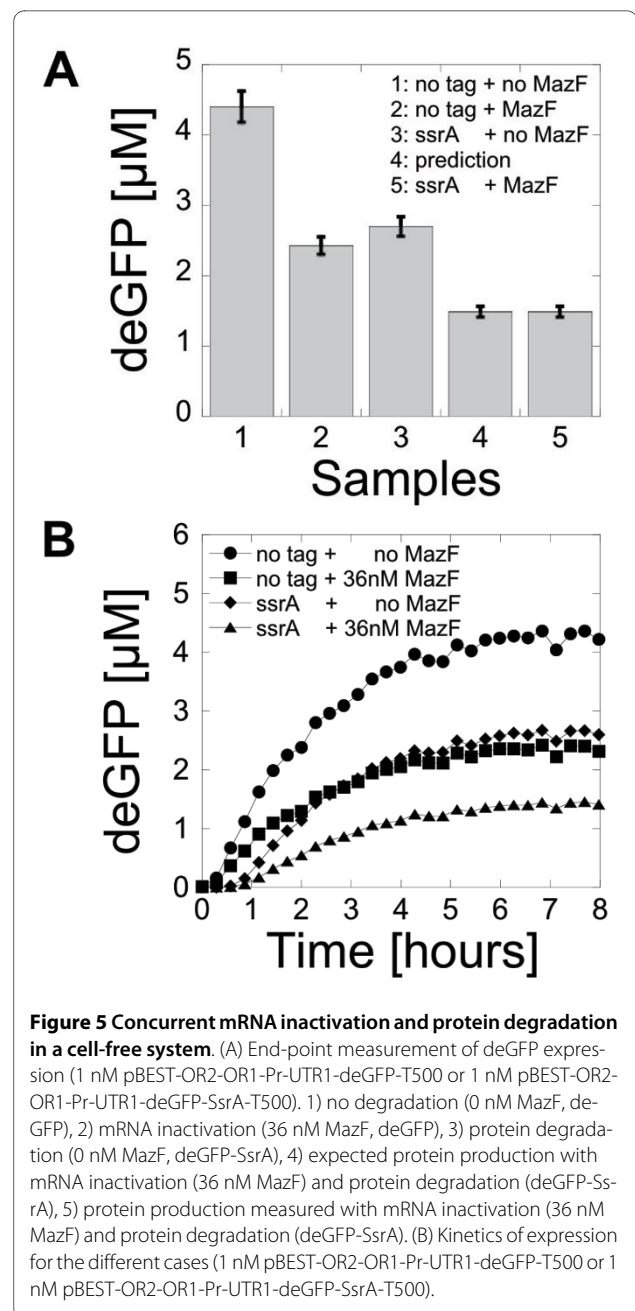 A
deGFP [µM]
5
4
3
2
1
0
1: no tag + no MazF
2: no tag + MazF
3: ssrA + no MazF
4: prediction
5: ssrA + MazF
1 2 3 4 5
Samples
B
deGFP [µM]
6
5
4
3
2
1
0
no tag + no MazF
no tag + 36nM MazF
ssrA + no MazF
ssrA + 36nM MazF
0 1 2 3 4 5 6 7 8
Time [hours]
Figure 5 Concurrent mRNA inactivation and protein degradation
in a cell-free system. (A) End-point measurement of deGFP expres-
sion (1 nM pBEST-OR2-OR1-Pr-UTR1-deGFP-T500 or 1 nM pBEST-OR2-
OR1-Pr-UTR1-deGFP-SsrA-T500). 1) no degradation (0 nM MazF, de-
GFP), 2) mRNA inactivation (36 nM MazF, deGFP), 3) protein degrada-
tion (0 nM MazF, deGFP-SsrA), 4) expected protein production with
mRNA inactivation (36 nM MazF) and protein degradation (deGFP-Ss-
rA), 5) protein production measured with mRNA inactivation (36 nM
MazF) and protein degradation (deGFP-SsrA). (B) Kinetics of expression
for the different cases (1 nM pBEST-OR2-OR1-Pr-UTR1-deGFP-T500 or 1
nM pBEST-OR2-OR1-Pr-UTR1-deGFP-SsrA-T500).